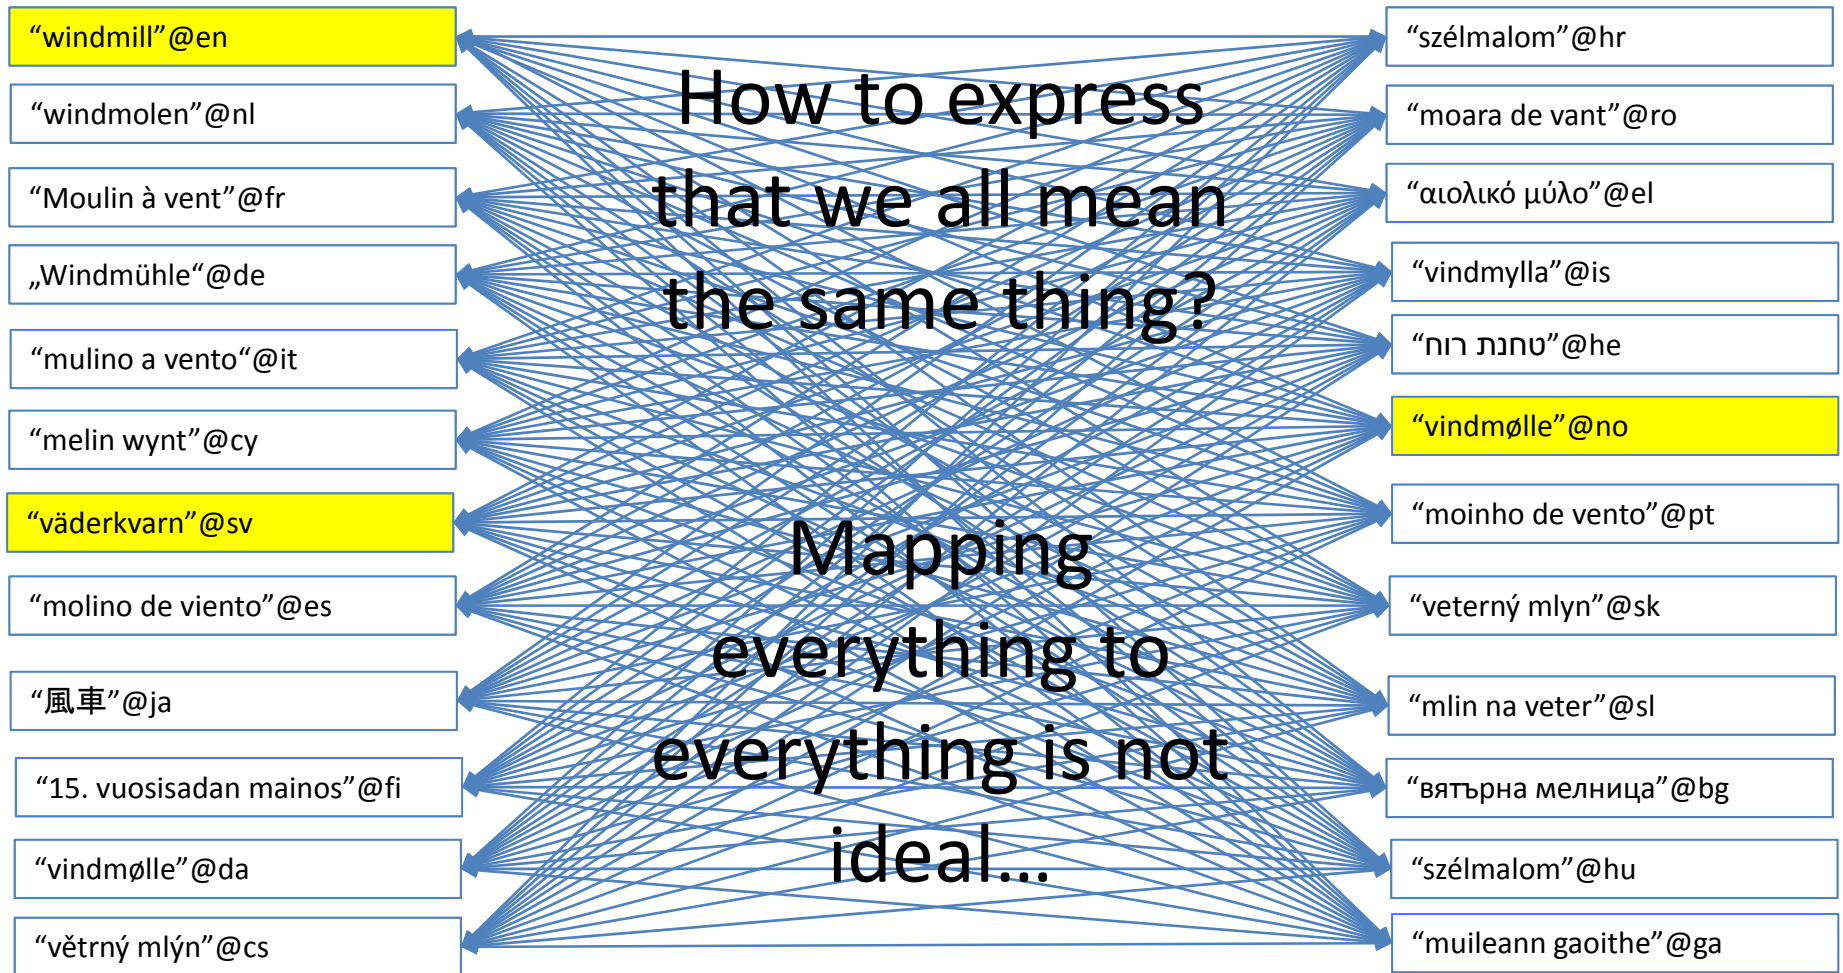 “windmill”@en
“windmolen”@nl
“Moulin à vent”@fr
„Windmühle“@de
“mulino a vento“@it
“melin wynt”@cy
“väderkvarn”@sv
“molino de viento”@es
“風車”@ja
“15. vuosisadan mainos”@fi
“vindmølle”@da
“větrný mlýn”@cs
How to express
that we all mean
the same thing?
Mapping
everything to
everything is not
ideal...
“szélmalom”@hr
“moara de vant”@ro
“αιολικό μύλο”@el
“vindmylla”@is
“טחנת רוח”@he
“vindmølle”@no
“moinho de vento”@pt
“veterný mlyn”@sk
“mlin na veter”@sl
“вятърна мелница”@bg
“szélmalom”@hu
“muileann gaoithe”@ga